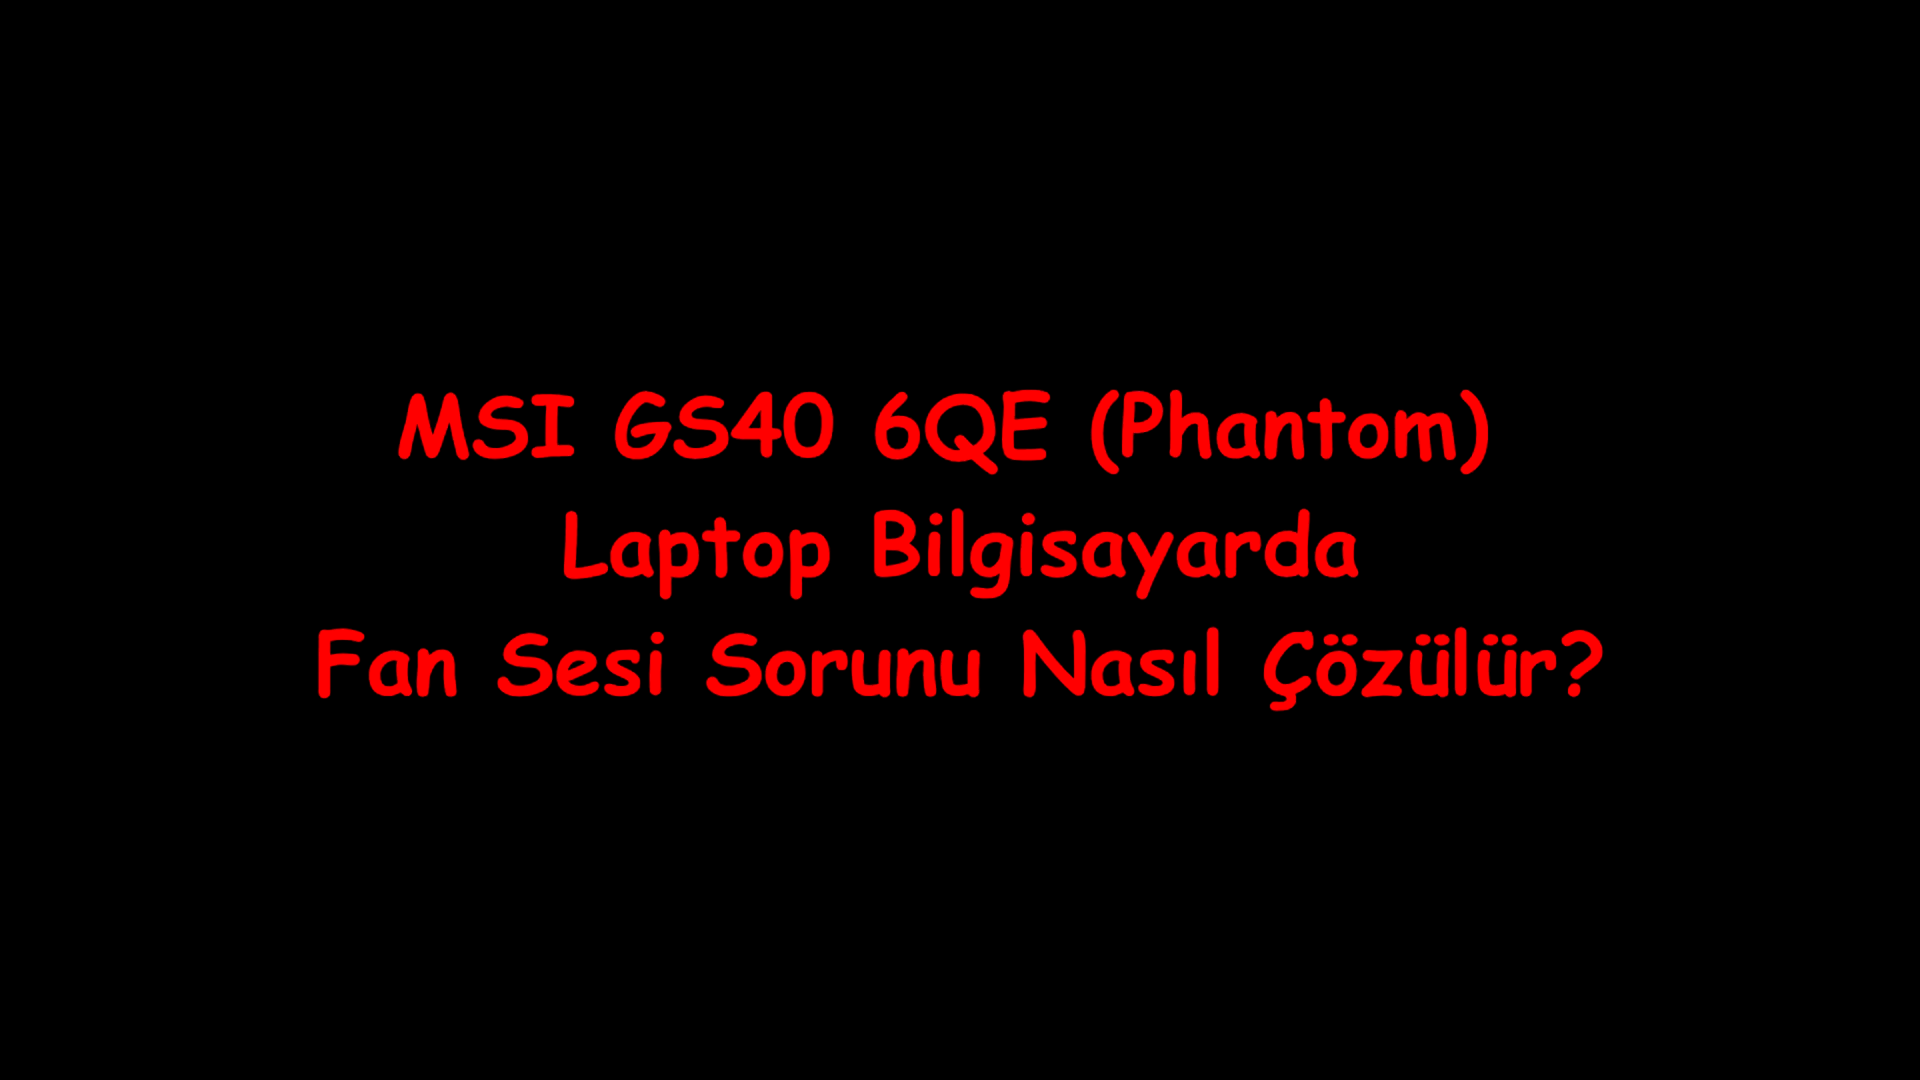 MSI GS40 6QE (Phantom)
Laptop Bilgisayarda
Fan Sesi Sorunu Nasıl Çözülür?